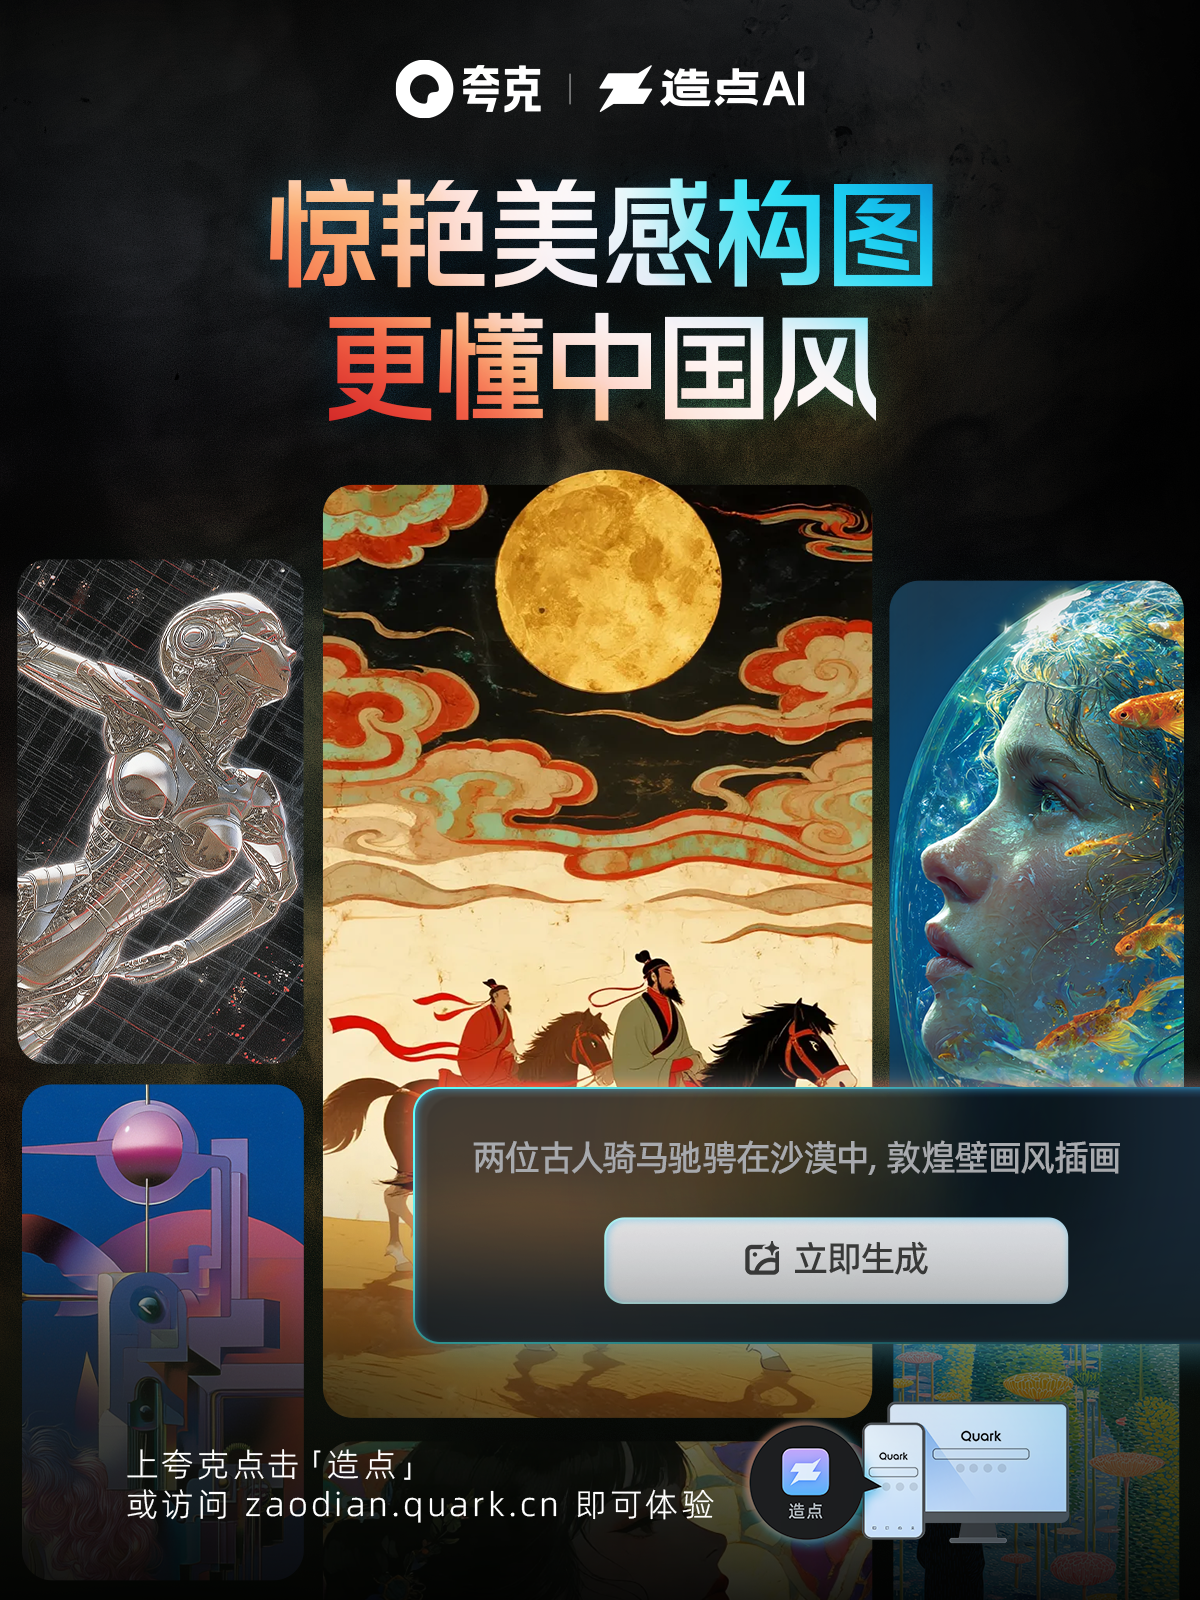 夸克 | 造点AI
惊艳美感构图
更懂中国风
两位古人骑马驰骋在沙漠中, 敦煌壁画风插画
立即生成
上夸克点击「造点」
或访问 zaodian.quark.cn 即可体验
造点
Quark
Quark